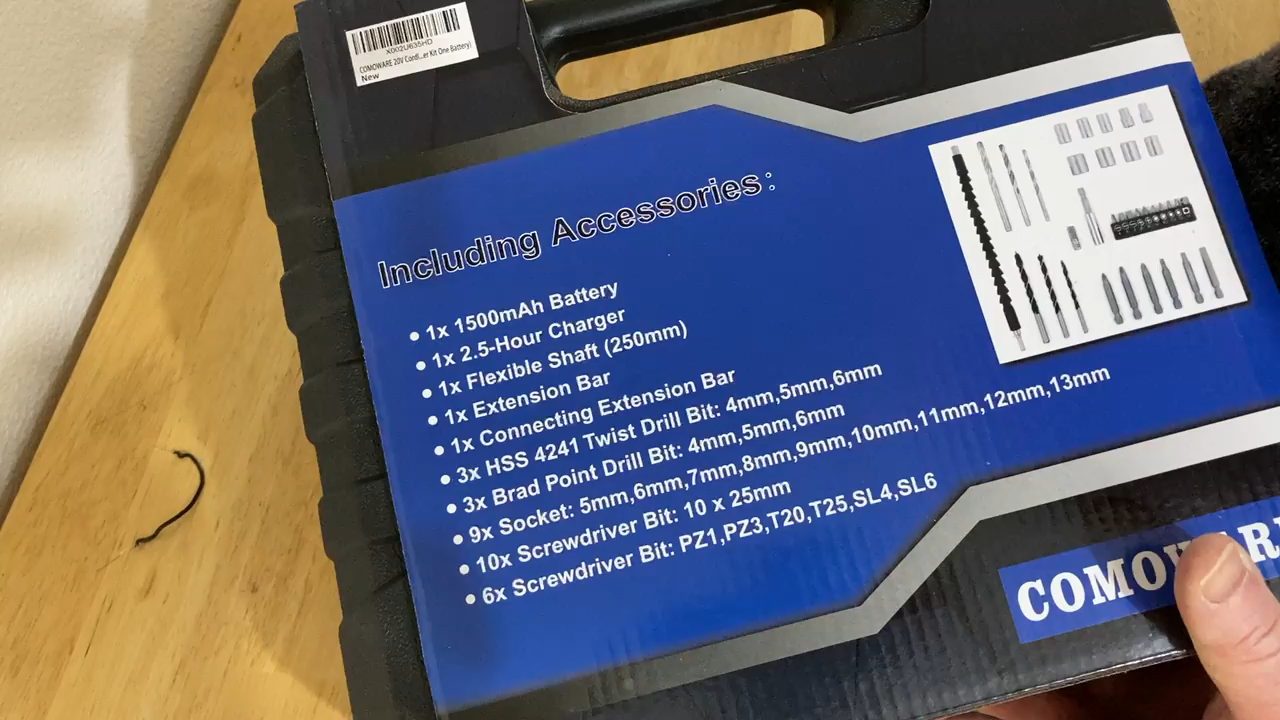 X002U635HD
COMOWARE 20V Cordl...er Kit One Battery)
New
Including Accessories:
● 1x 1500mAh Battery
● 1x 2.5-Hour Charger
● 1x Flexible Shaft (250mm)
● 1x Extension Bar
● 1x Connecting Extension Bar
● 3x HSS 4241 Twist Drill Bit: 4mm,5mm,6mm
● 3x Brad Point Drill Bit: 4mm,5mm,6mm
● 9x Socket: 5mm,6mm,7mm,8mm,9mm,10mm,11mm,12mm,13mm
● 10x Screwdriver Bit: 10 x 25mm
● 6x Screwdriver Bit: PZ1,PZ3,T20,T25,SL4,SL6